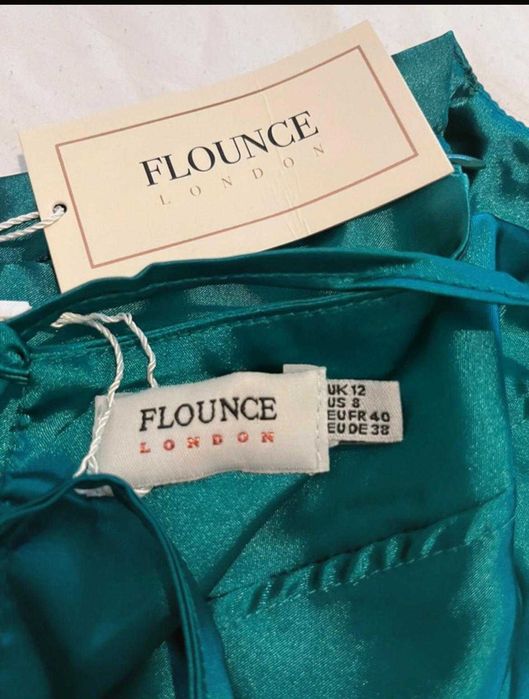 FLOUNCE
LONDON
FLOUNCE
LONDON
UK 12
US 8
EU FR 40
EU DE 38